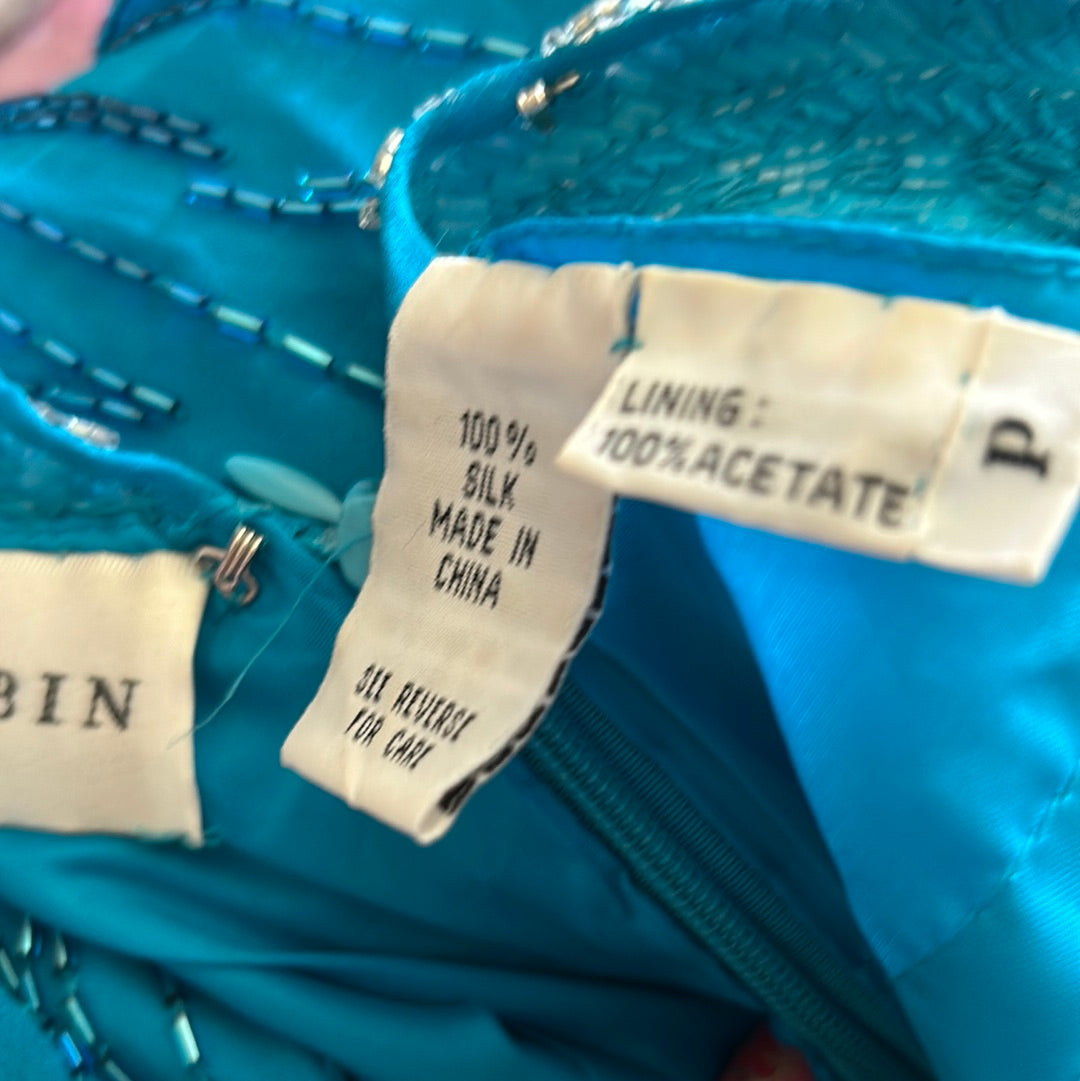 BIN
100%
SILK
MADE IN
CHINA
SEE REVERSE
FOR CARE
LINING:
100% ACETATE
P